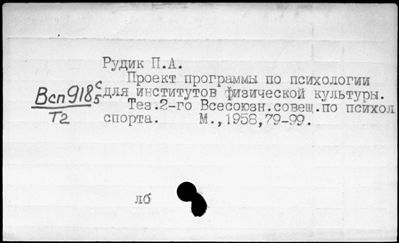 Рудик П.А.
Проект программы по психологии
для институтов физической культуры.
Тез.2-го Всесоюзн.совещ.по психол
спорта. М.,1958,79-99.
Всп918 с/5
Т2
лб